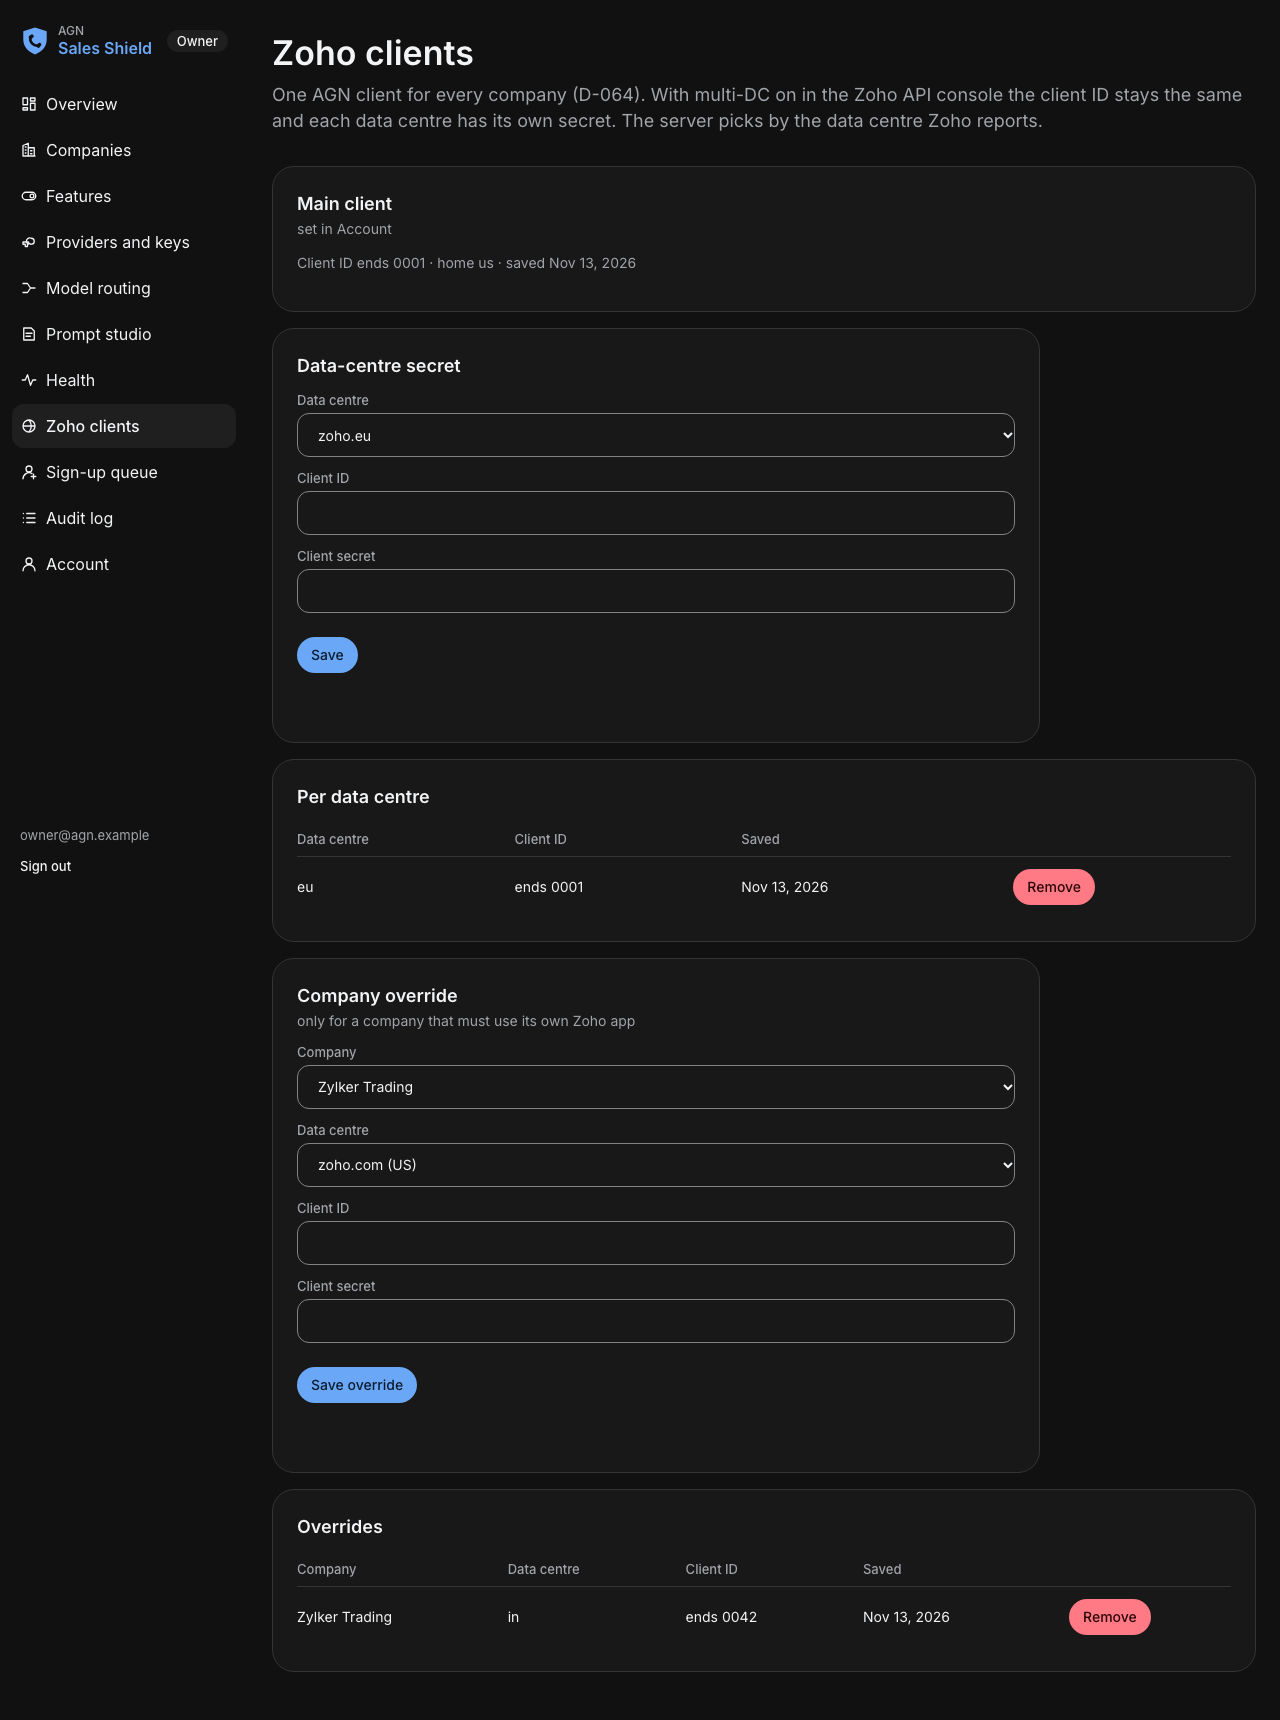 AGN
Sales Shield
Owner
Overview
Companies
Features
Providers and keys
Model routing
Prompt studio
Health
Zoho clients
Sign-up queue
Audit log
Account
owner@agn.example
Sign out
Zoho clients
One AGN client for every company (D-064). With multi-DC on in the Zoho API console the client ID stays the same
and each data centre has its own secret. The server picks by the data centre Zoho reports.
Main client
set in Account
Client ID ends 0001 · home us · saved Nov 13, 2026
Data-centre secret
Data centre
zoho.eu
Client ID
Client secret
Save
Per data centre
Data centre Client ID Saved
eu ends 0001 Nov 13, 2026 Remove
Company override
only for a company that must use its own Zoho app
Company
Zylker Trading
Data centre
zoho.com (US)
Client ID
Client secret
Save override
Overrides
Company Data centre Client ID Saved
Zylker Trading in ends 0042 Nov 13, 2026 Remove